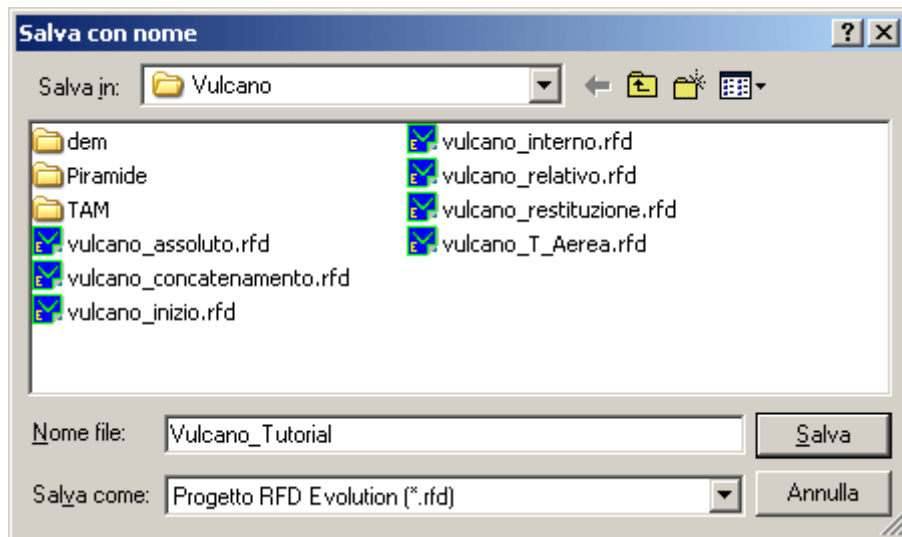 Salva con nome
Salva in: Vulcano
dem
Piramide
TAM
vulcano_assoluto.rfd
vulcano_concatenamento.rfd
vulcano_inizio.rfd
vulcano_interno.rfd
vulcano_relativo.rfd
vulcano_restituzione.rfd
vulcano_T_Aerea.rfd
Nome file: Vulcano_Tutorial Salva
Salva come: Progetto RFD Evolution (*.rfd) Annulla